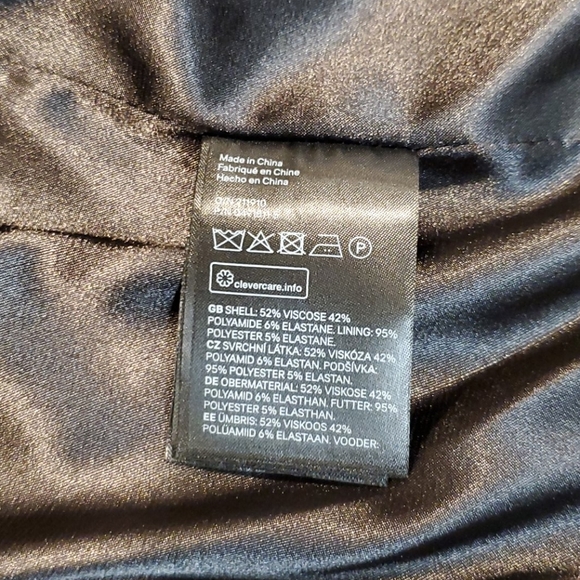 Made in China
Fabriqué en Chine
Hecho en China
P
clevercare.info
GB SHELL: 52% VISCOSE 42%
POLYAMIDE 6% ELASTANE. LINING: 95%
POLYESTER 5% ELASTANE.
CZ SVRCHNÍ LÁTKA: 52% VISKÓZA 42%
POLYAMID 6% ELASTAN. PODŠÍVKA:
95% POLYESTER 5% ELASTAN.
DE OBERMATERIAL: 52% VISKOSE 42%
POLYAMID 6% ELASTHAN. FUTTER: 95%
POLYESTER 5% ELASTHAN.
EE ÜMBRIS: 52% VISKOOS 42%
POLÜAMIID 6% ELASTAAN. VOODER: